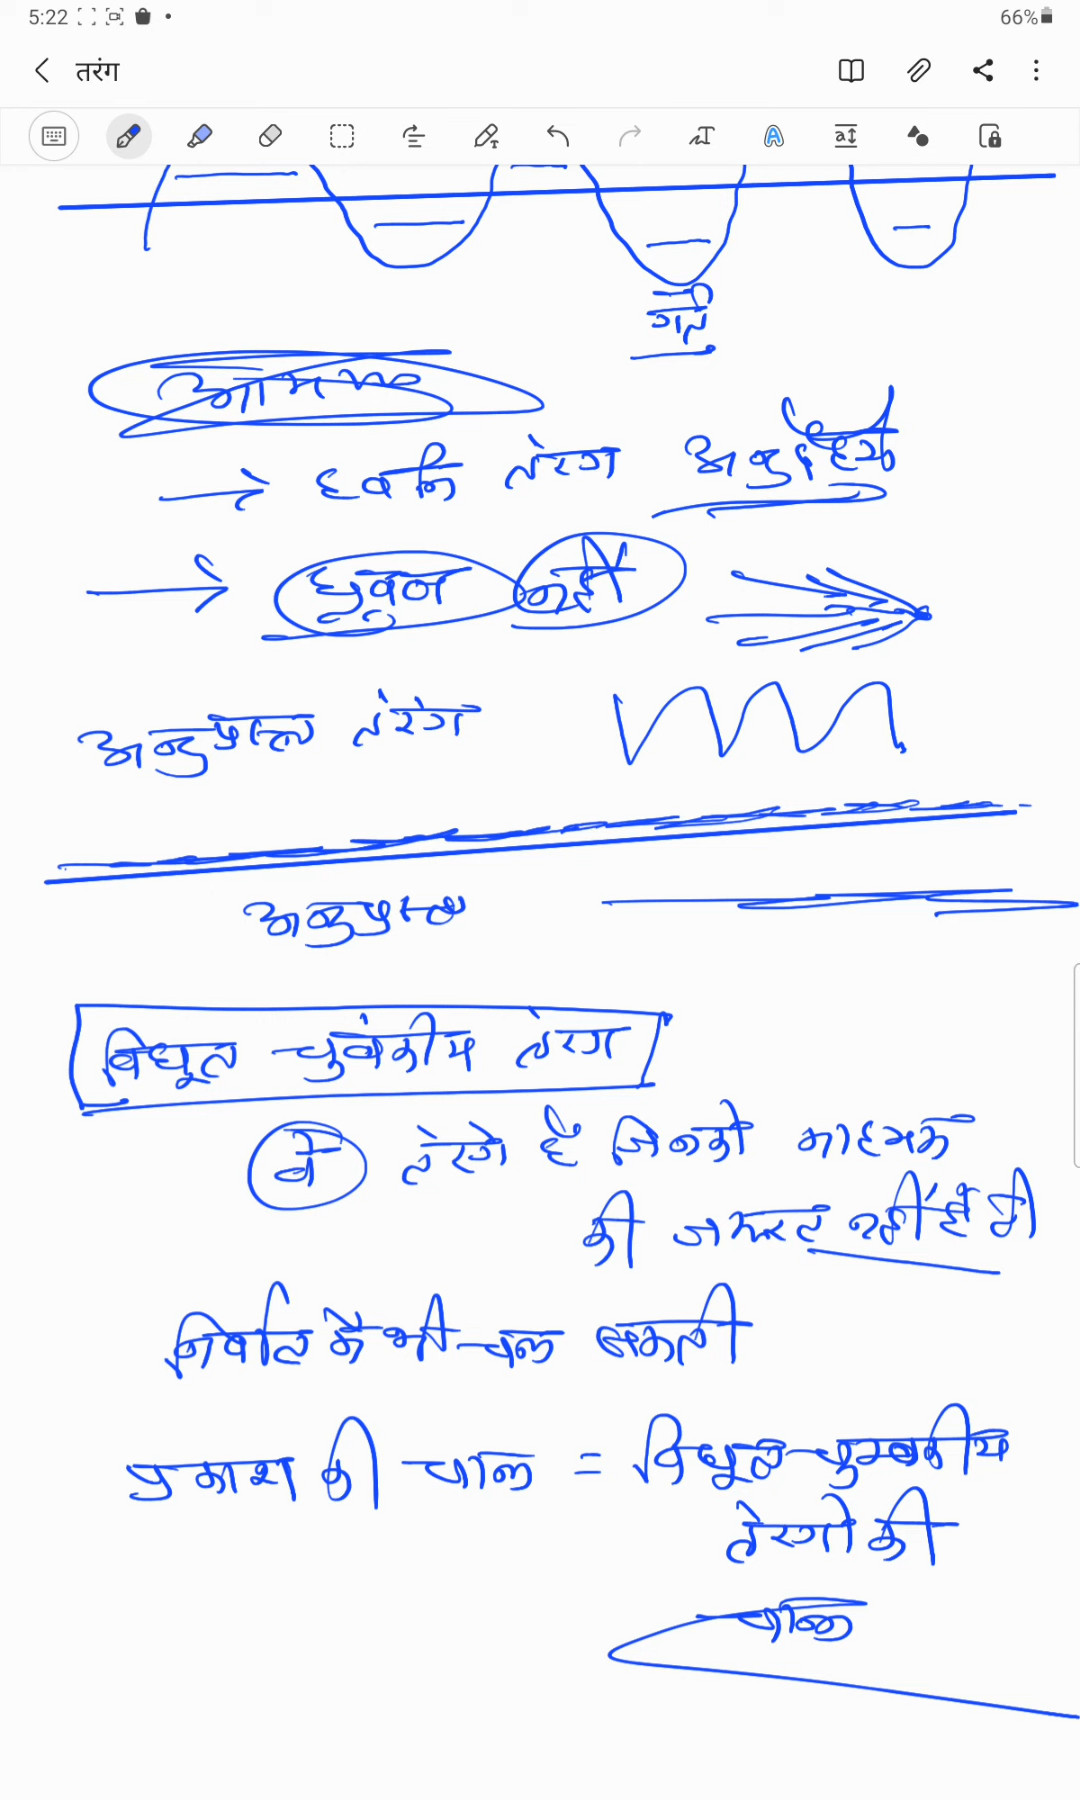 5:22
66%
तरंग
गर्त
→ ध्वनि तरंग अनुदैर्ध्य
→ ध्रुवण नहीं
अनुप्रस्थ तरंग
अनुप्रस्थ
विधुत चुंबकीय तरंग
वे तरंगे हैं जिनको माध्यम
की जरूरत नहीं है
निर्वात में भी चल सकती
प्रकाश की चाल = विधुत चुम्बकीय
तरंगो की
चाल